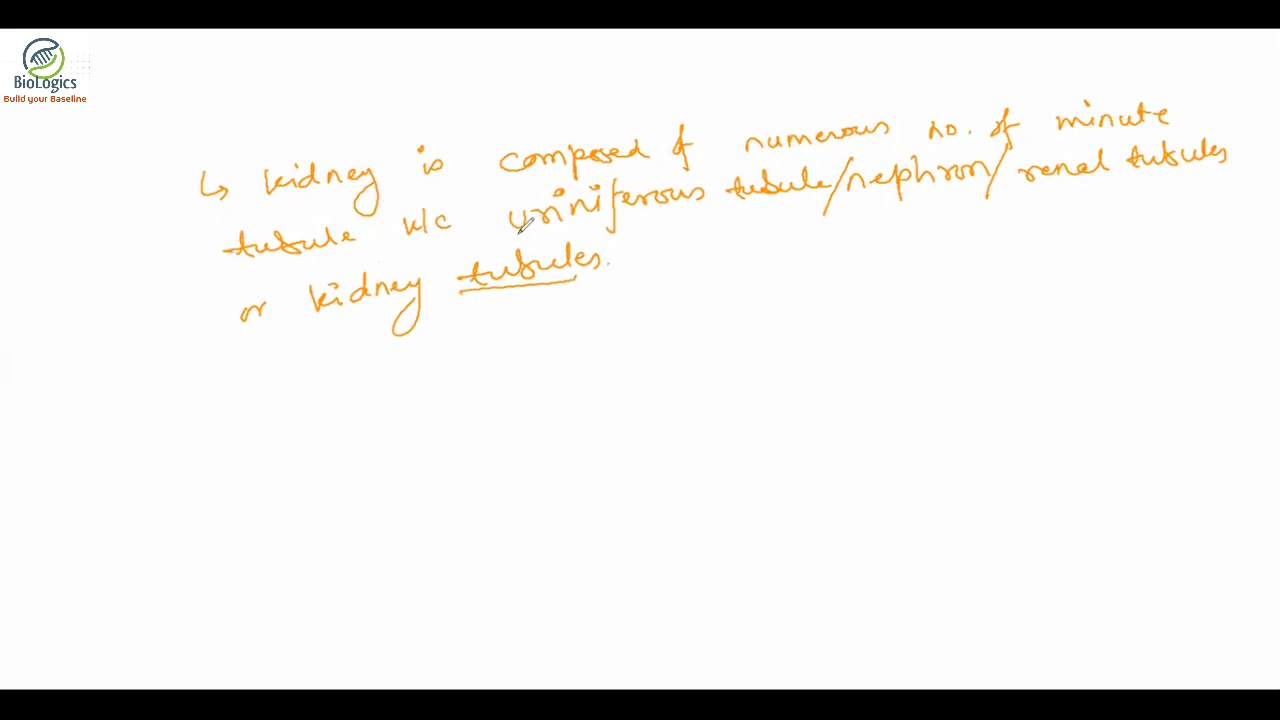 BioLogics
Build your Baseline
↳ kidney is composed of numerous no. of minute
tubule k/c uriniferous tubule/nephron/renal tubules
or kidney tubules.